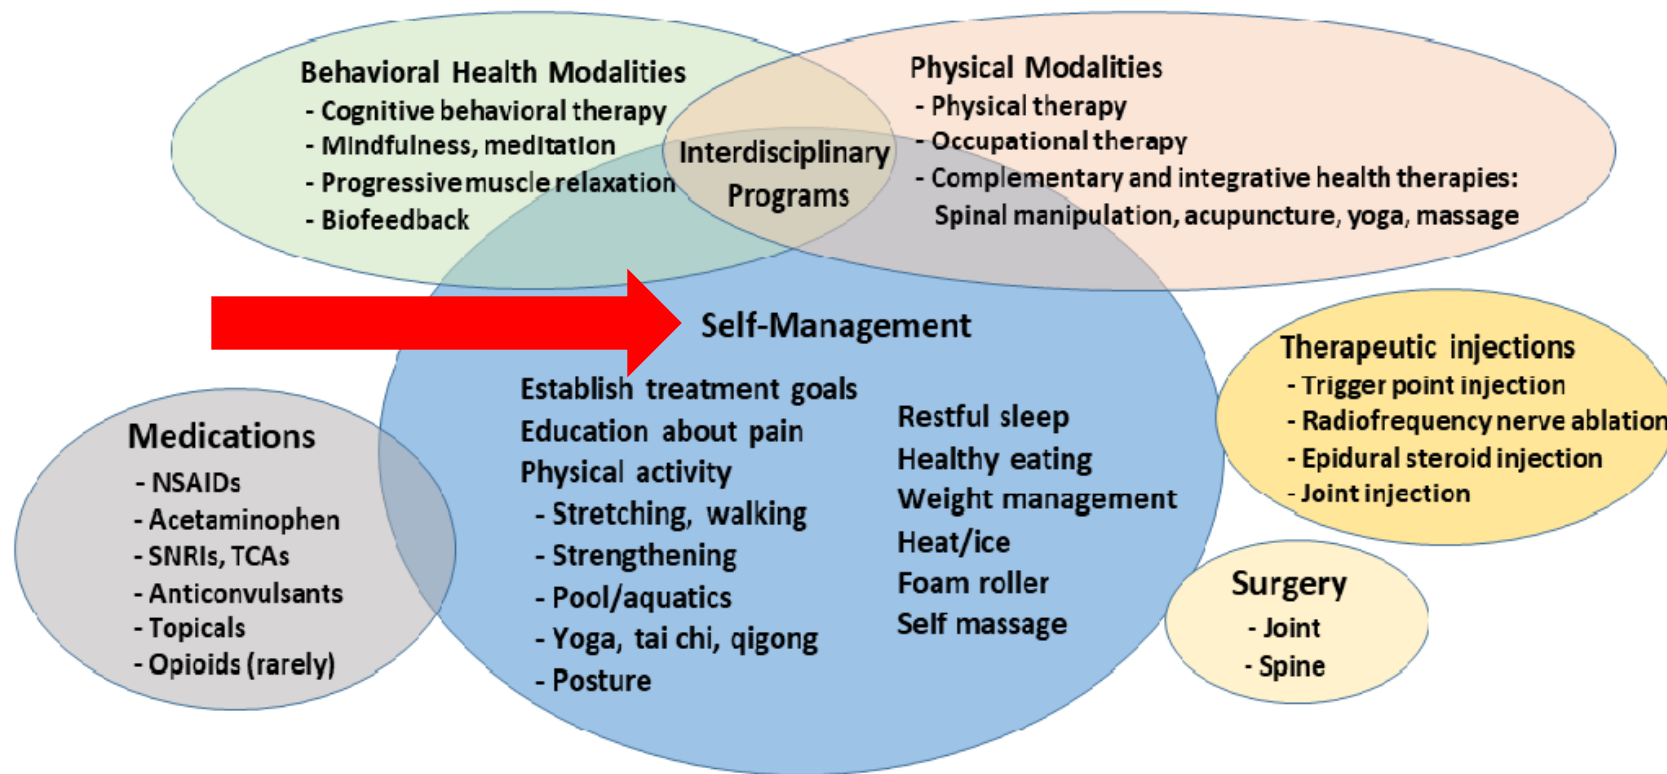 Behavioral Health Modalities
- Cognitive behavioral therapy
- Mindfulness, meditation
- Progressive muscle relaxation
- Biofeedback
Interdisciplinary
Programs
Physical Modalities
- Physical therapy
- Occupational therapy
- Complementary and integrative health therapies:
Spinal manipulation, acupuncture, yoga, massage
Self-Management
Establish treatment goals
Education about pain
Physical activity
- Stretching, walking
- Strengthening
- Pool/aquatics
- Yoga, tai chi, qigong
- Posture
Restful sleep
Healthy eating
Weight management
Heat/ice
Foam roller
Self massage
Medications
- NSAIDs
- Acetaminophen
- SNRIs, TCAs
- Anticonvulsants
- Topicals
- Opioids (rarely)
Therapeutic injections
- Trigger point injection
- Radiofrequency nerve ablation
- Epidural steroid injection
- Joint injection
Surgery
- Joint
- Spine